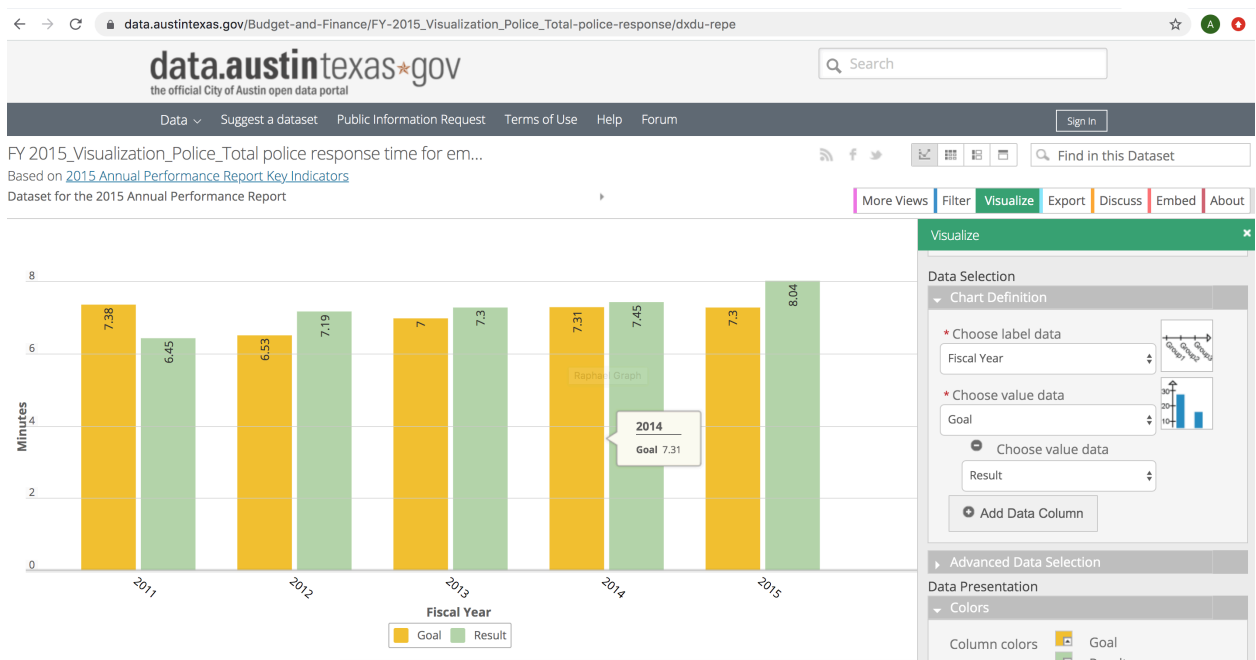 data.austintexas.gov/Budget-and-Finance/FY-2015_Visualization_Police_Total-police-response/dxdu-repe
A
data.austintexas.gov
the official City of Austin open data portal
Search
Data Suggest a dataset Public Information Request Terms of Use Help Forum
Sign In
FY 2015_Visualization_Police_Total police response time for em...
Find in this Dataset
Based on 2015 Annual Performance Report Key Indicators
Dataset for the 2015 Annual Performance Report
More Views Filter Visualize Export Discuss Embed About
Visualize
Data Selection
Chart Definition
* Choose label data
Fiscal Year
Group1 Group2 Group3
* Choose value data
Goal
30
20
10
Choose value data
Result
Add Data Column
Advanced Data Selection
Data Presentation
Colors
Column colors Goal
Result
Minutes
8
6
4
2
0
7.38 6.45
6.53 7.19
7 7.3
7.31 7.45
7.3 8.04
Raphael Graph
2014
Goal 7.31
2011 2012 2013 2014 2015
Fiscal Year
Goal Result